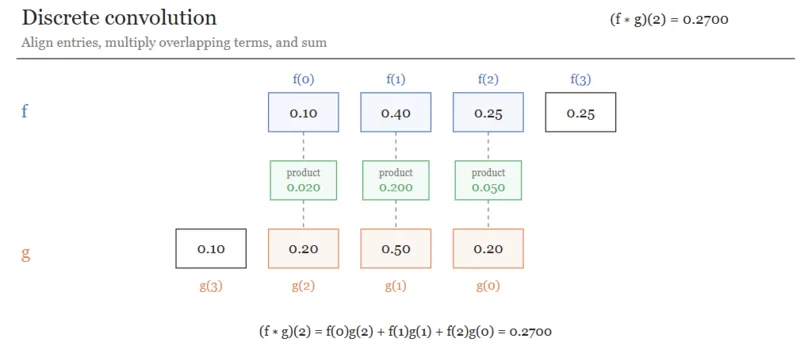 Discrete convolution
(f * g)(2) = 0.2700
Align entries, multiply overlapping terms, and sum
f(0) f(1) f(2) f(3)
f 0.10 0.40 0.25 0.25
product product product
0.020 0.200 0.050
g 0.10 0.20 0.50 0.20
g(3) g(2) g(1) g(0)
(f * g)(2) = f(0)g(2) + f(1)g(1) + f(2)g(0) = 0.2700